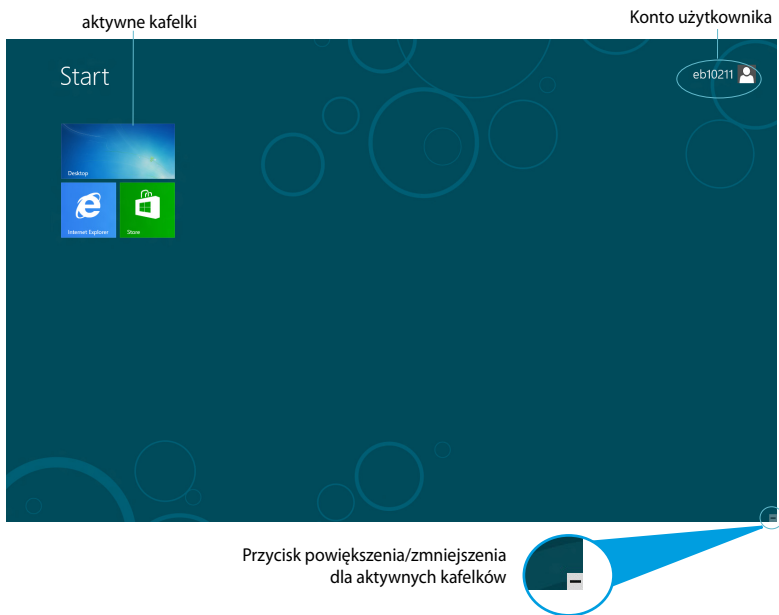 aktywne kafelki
Konto użytkownika
Start
eb10211
Desktop
Internet Explorer
Store
Przycisk powiększenia/zmniejszenia
dla aktywnych kafelków